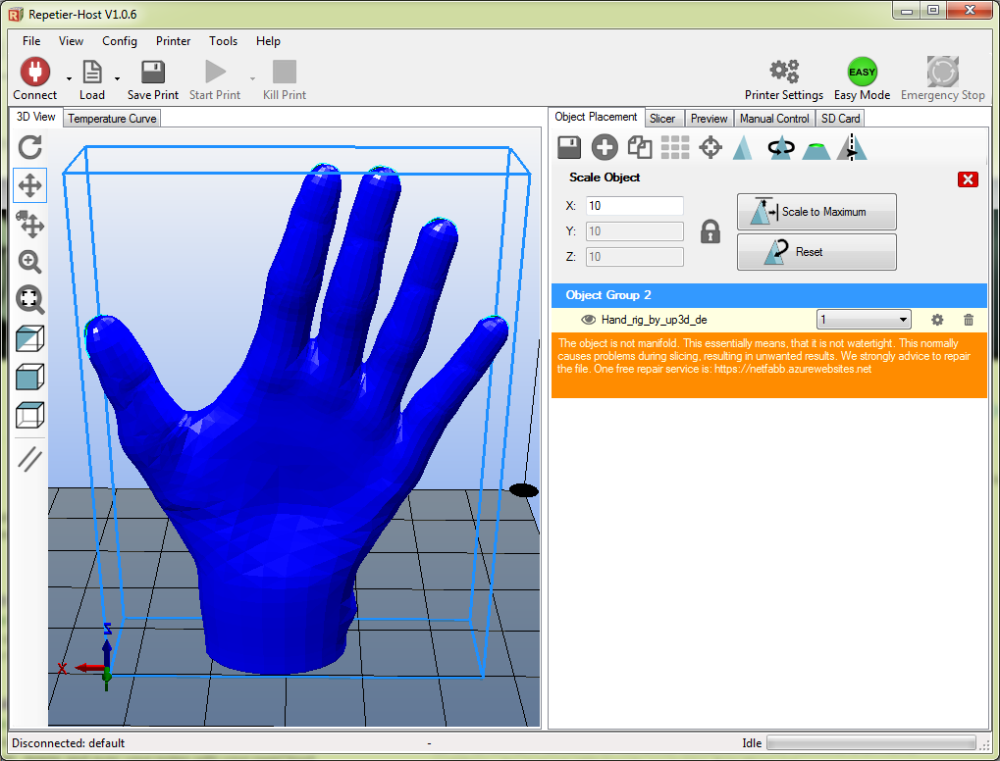 Repetier-Host V1.0.6
File View Config Printer Tools Help
Connect Load Save Print Start Print Kill Print Printer Settings Easy Mode Emergency Stop
EASY
3D View Temperature Curve
Object Placement Slicer Preview Manual Control SD Card
Scale Object
X: 10
Y: 10
Z: 10
Scale to Maximum
Reset
Object Group 2
Hand_rig_by_up3d_de 1
The object is not manifold. This essentially means, that it is not watertight. This normally
causes problems during slicing, resulting in unwanted results. We strongly advice to repair
the file. One free repair service is: https://netfabb.azurewebsites.net
Z
X
Disconnected: default - Idle